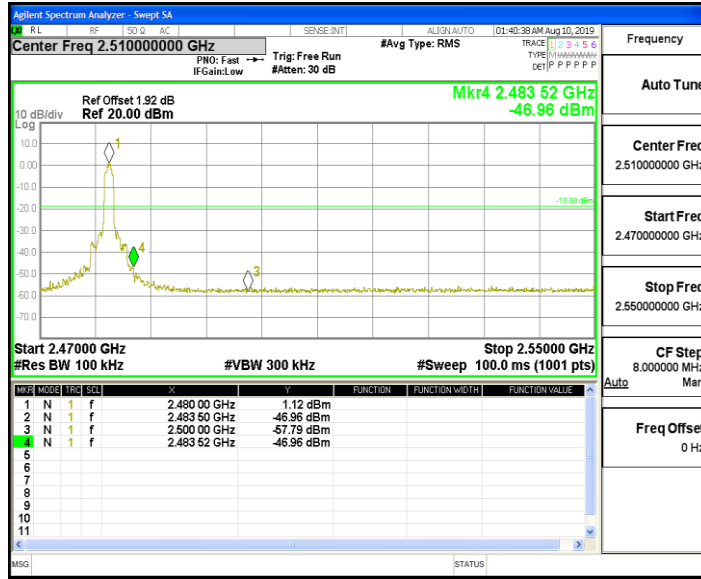 Agilent Spectrum Analyzer - Swept SA
RL RF 50 Ω AC SENSE:INT ALIGN AUTO 01:40:38 AM Aug 10, 2019
Center Freq 2.510000000 GHz
#Avg Type: RMS
TRACE 1 2 3 4 5 6
PNO: Fast
Trig: Free Run
TYPE M WWWWW
IFGain:Low
#Atten: 30 dB
DET P P P P P P
Ref Offset 1.92 dB
Mkr4 2.483 52 GHz
10 dB/div Ref 20.00 dBm
-46.96 dBm
Log
10.0
0.00
-10.0
-20.0
-30.0
-40.0
-50.0
-60.0
-70.0
1
4
3
-18.88 dBm
Start 2.47000 GHz
Stop 2.55000 GHz
#Res BW 100 kHz
#VBW 300 kHz
#Sweep 100.0 ms (1001 pts)
MKR MODE TRC SCL X Y FUNCTION FUNCTION WIDTH FUNCTION VALUE
1 N 1 f 2.480 00 GHz 1.12 dBm
2 N 1 f 2.483 50 GHz -46.96 dBm
3 N 1 f 2.500 00 GHz -57.79 dBm
4 N 1 f 2.483 52 GHz -46.96 dBm
5
6
7
8
9
10
11
MSG
STATUS
Frequency
Auto Tune
Center Freq
2.510000000 GHz
Start Freq
2.470000000 GHz
Stop Freq
2.550000000 GHz
CF Step
8.000000 MHz
Auto Man
Freq Offset
0 Hz